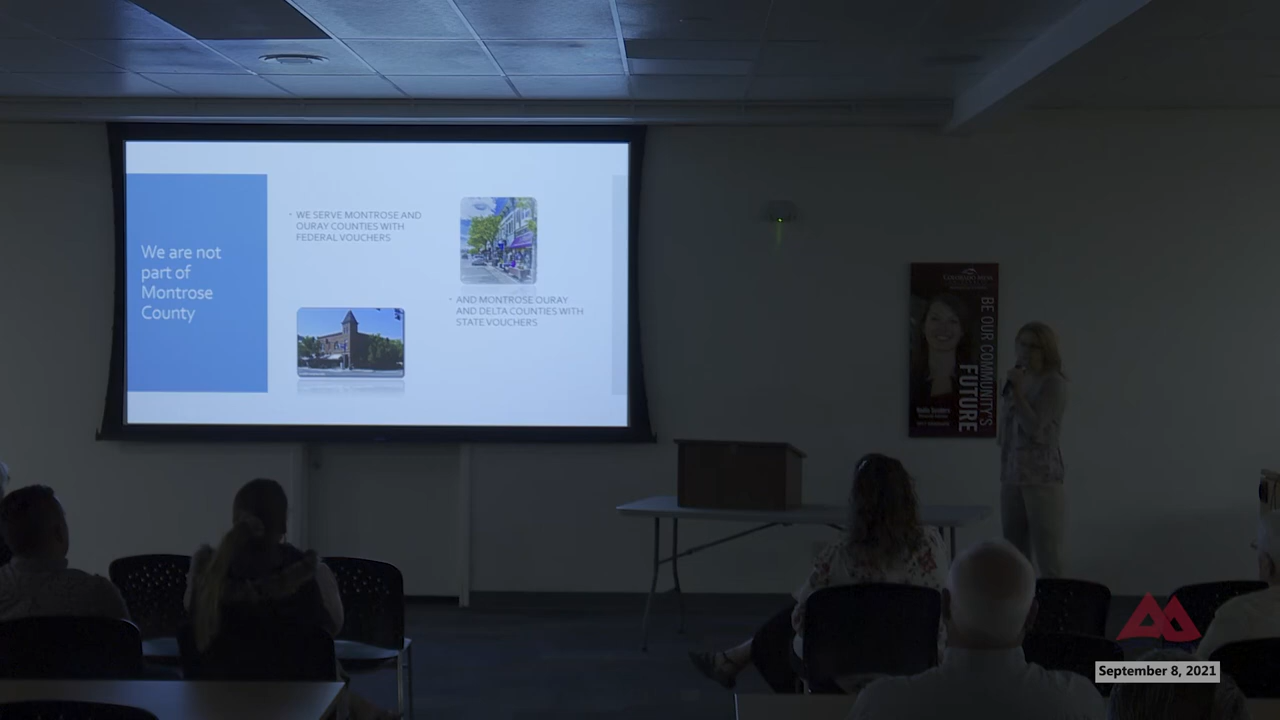 We are not
part of
Montrose
County
• WE SERVE MONTROSE AND
OURAY COUNTIES WITH
FEDERAL VOUCHERS
• AND MONTROSE OURAY
AND DELTA COUNTIES WITH
STATE VOUCHERS
BE OUR COMMUNITY'S
FUTURE
September 8, 2021